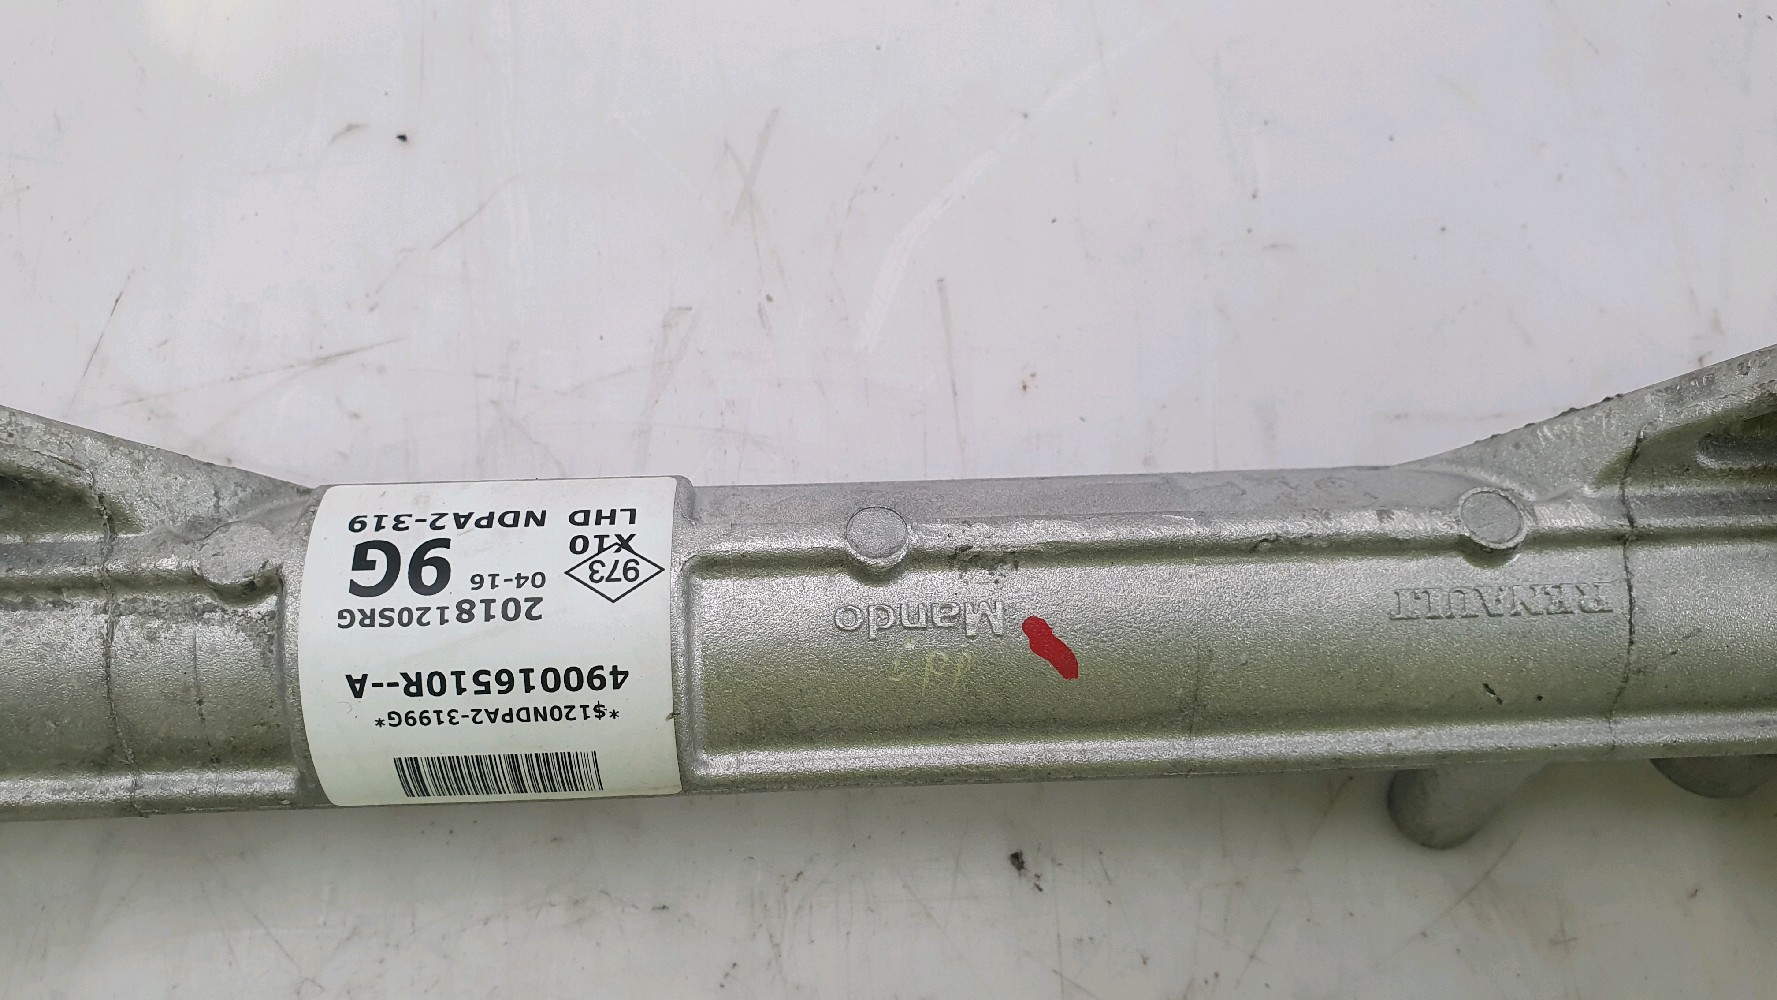 *$120NDPA2-3199G*
490016510R--A
2018120SRG
973
04-16
9G
X10
LHD NDPA2-319
Mando
RENAULT